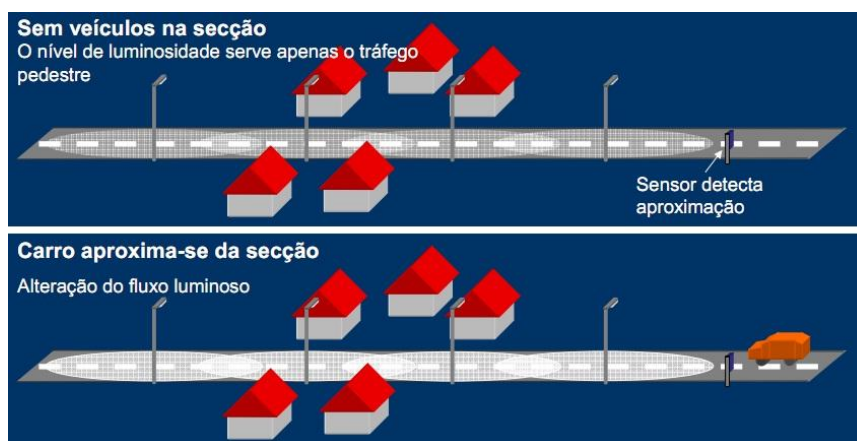 Sem veículos na secção
O nível de luminosidade serve apenas o tráfego
pedestre
Sensor detecta
aproximação
Carro aproxima-se da secção
Alteração do fluxo luminoso